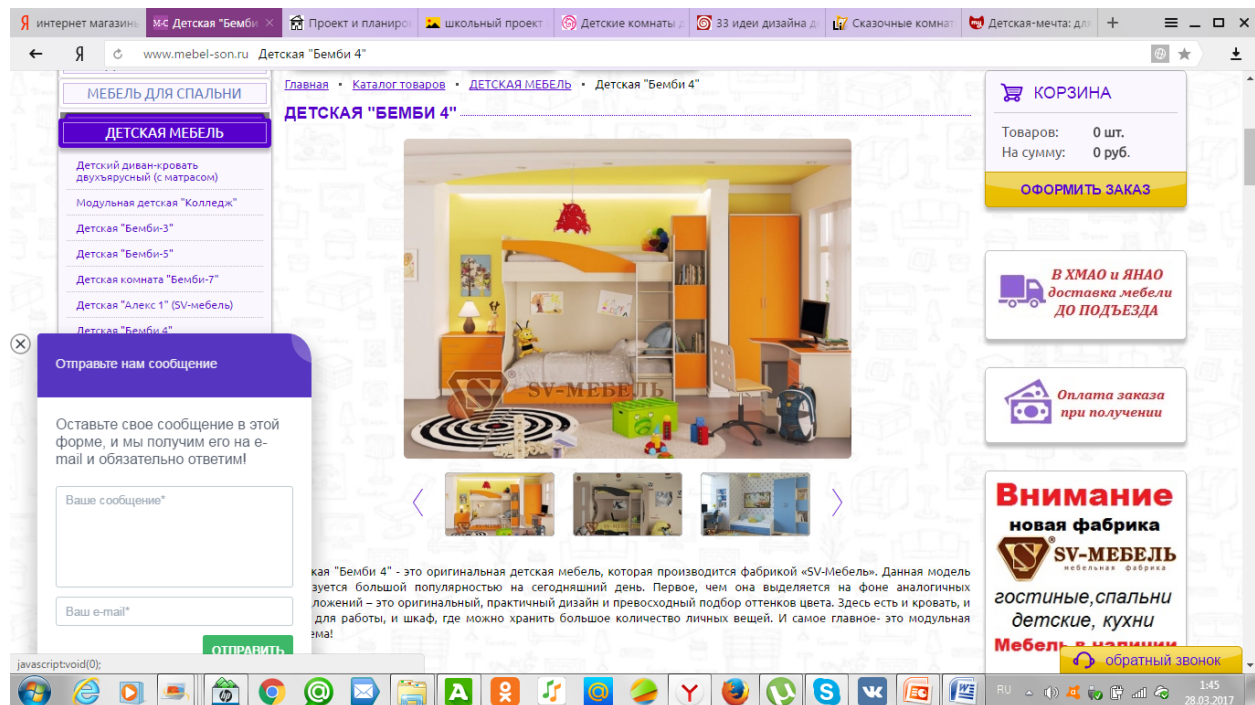 интернет магазинь
М-С Детская "Бемби
Проект и планиро
школьный проект
Детские комнаты д
33 идеи дизайна д
Сказочные комнат
Детская-мечта: дл
Я
www.mebel-son.ru Детская "Бемби 4"
МЕБЕЛЬ ДЛЯ СПАЛЬНИ
ДЕТСКАЯ МЕБЕЛЬ
Детский диван-кровать
двухъярусный (с матрасом)
Модульная детская "Колледж"
Детская "Бемби-3"
Детская "Бемби-5"
Детская комната "Бемби-7"
Детская "Алекс 1" (SV-мебель)
Детская "Бемби 4"
Отправьте нам сообщение
Оставьте свое сообщение в этой
форме, и мы получим его на e-
mail и обязательно ответим!
Ваше сообщение*
Ваш e-mail*
ОТПРАВИТЬ
Главная • Каталог товаров • ДЕТСКАЯ МЕБЕЛЬ • Детская "Бемби 4"
ДЕТСКАЯ "БЕМБИ 4"
SV-МЕБЕЛЬ
кая "Бемби 4" - это оригинальная детская мебель, которая производится фабрикой «SV-Мебель». Данная модель
зуется большой популярностью на сегодняшний день. Первое, чем она выделяется на фоне аналогичных
ложений – это оригинальный, практичный дизайн и превосходный подбор оттенков цвета. Здесь есть и кровать, и
для работы, и шкаф, где можно хранить большое количество личных вещей. И самое главное- это модульная
ема!
КОРЗИНА
Товаров: 0 шт.
На сумму: 0 руб.
ОФОРМИТЬ ЗАКАЗ
В ХМАО и ЯНАО
доставка мебели
ДО ПОДЪЕЗДА
Оплата заказа
при получении
Внимание
новая фабрика
SV-МЕБЕЛЬ
мебельная фабрика
гостиные,спальни
детские, кухни
Мебель в наличии
обратный звонок
javascript:void(0);
RU
1:45
28.03.2017